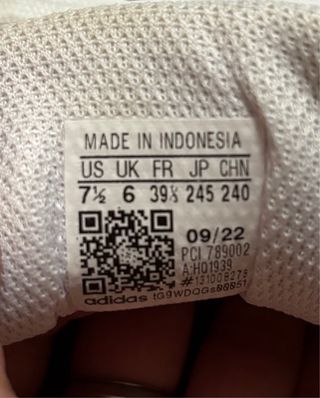 MADE IN INDONESIA
US UK FR JP CHN
7½ 6 39⅓ 245 240
09/22
PCI 789002
A:HQ1939
adidas